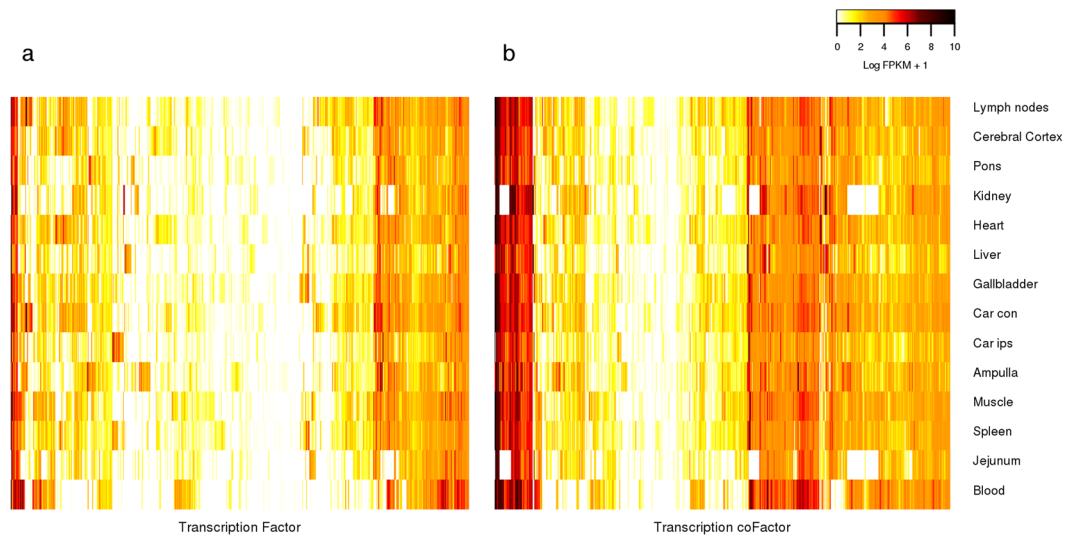 a
b
0 2 4 6 8 10
Log FPKM + 1
Lymph nodes
Cerebral Cortex
Pons
Kidney
Heart
Liver
Gallbladder
Car con
Car ips
Ampulla
Muscle
Spleen
Jejunum
Blood
Transcription Factor
Transcription coFactor